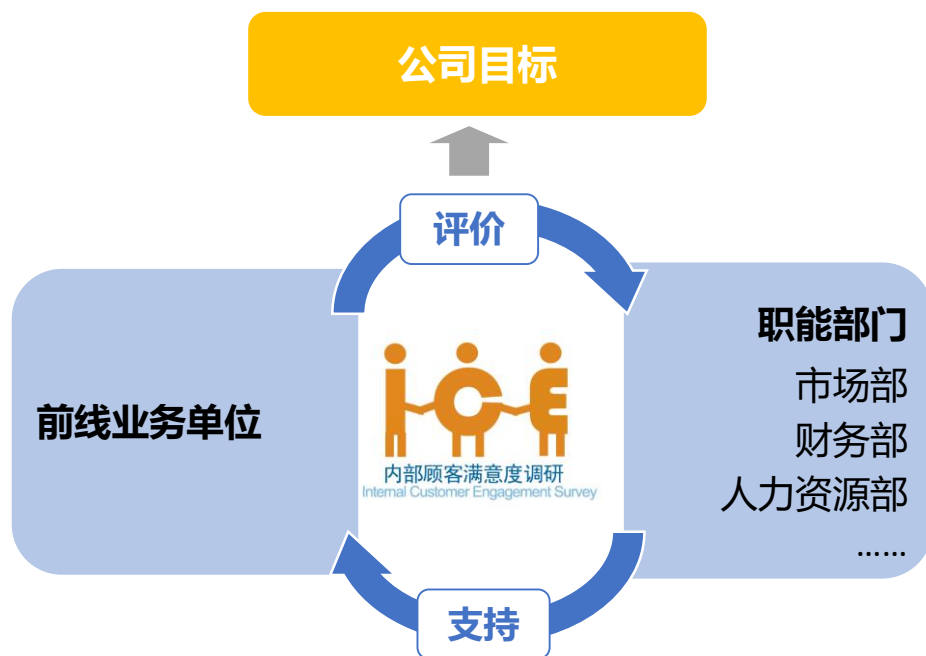 公司目标
评价
前线业务单位
职能部门
市场部
财务部
人力资源部
......
ICE
内部顾客满意度调研
Internal Customer Engagement Survey
支持